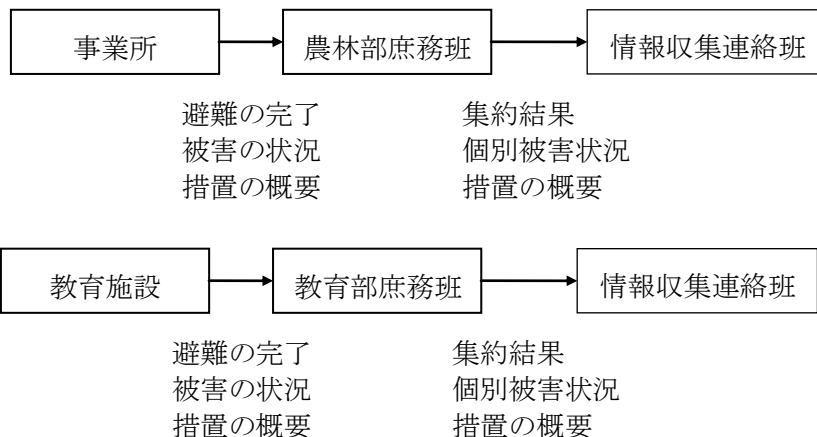 事業所 農林部庶務班 情報収集連絡班
避難の完了 集約結果
被害の状況 個別被害状況
措置の概要 措置の概要
教育施設 教育部庶務班 情報収集連絡班
避難の完了 集約結果
被害の状況 個別被害状況
措置の概要 措置の概要